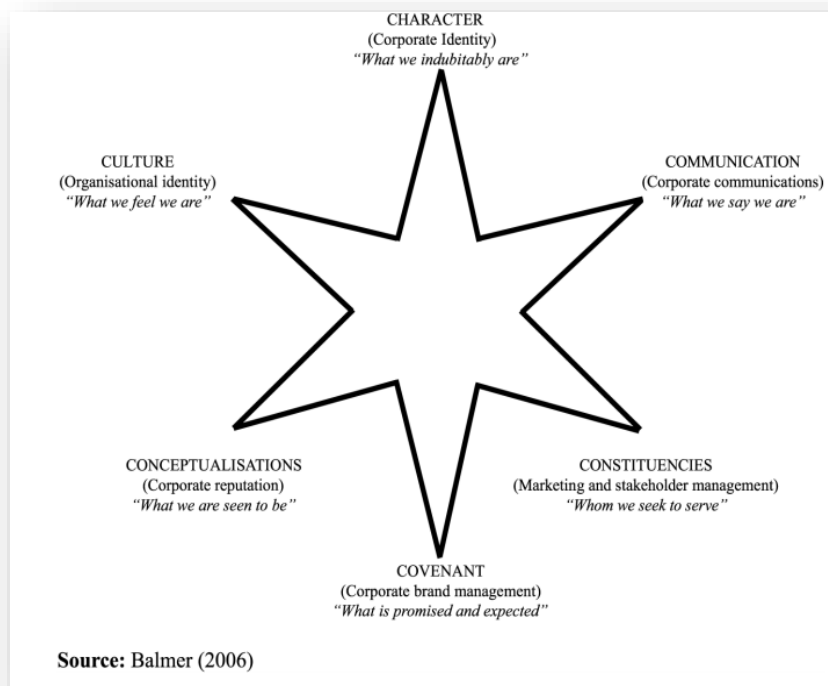 CHARACTER
(Corporate Identity)
“What we indubitably are”
CULTURE
(Organisational identity)
“What we feel we are”
COMMUNICATION
(Corporate communications)
“What we say we are”
CONCEPTUALISATIONS
(Corporate reputation)
“What we are seen to be”
CONSTITUENCIES
(Marketing and stakeholder management)
“Whom we seek to serve”
COVENANT
(Corporate brand management)
“What is promised and expected”
Source: Balmer (2006)